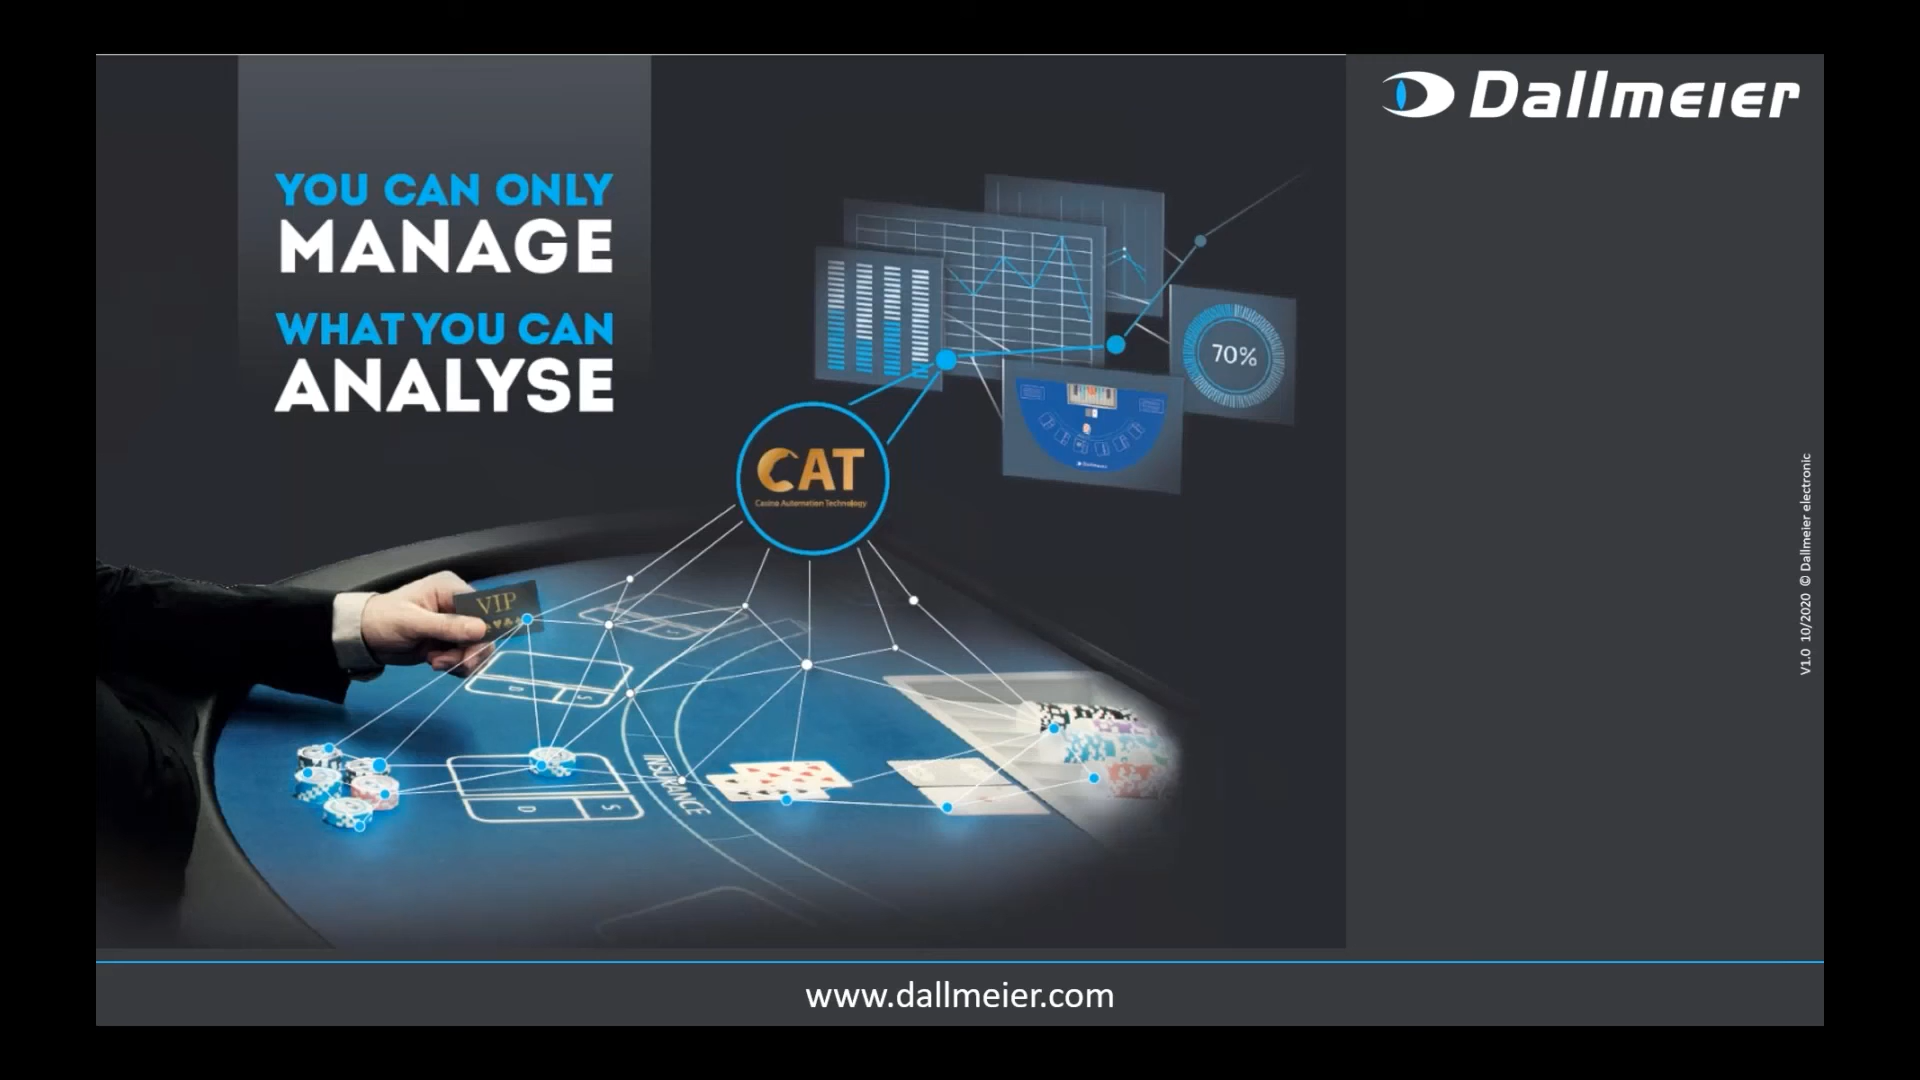 YOU CAN ONLY
MANAGE
WHAT YOU CAN
ANALYSE
Dallmeier
70%
Dallmeier
CAT
Casino Automation Technology
VIP
D
S
S
D
INSURANCE
V1.0 10/2020 © Dallmeier electronic
www.dallmeier.com